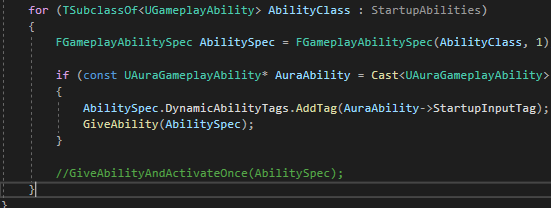 for (TSubclassOf<UGameplayAbility> AbilityClass : StartupAbilities)
{
FGameplayAbilitySpec AbilitySpec = FGameplayAbilitySpec(AbilityClass, 1)
if (const UAuraGameplayAbility* AuraAbility = Cast<UAuraGameplayAbility>
{
AbilitySpec.DynamicAbilityTags.AddTag(AuraAbility->StartupInputTag);
GiveAbility(AbilitySpec);
}
//GiveAbilityAndActivateOnce(AbilitySpec);
}
}